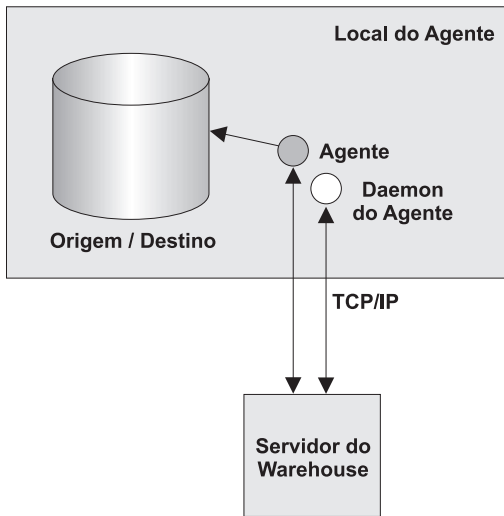 Local do Agente
Agente
Daemon
do Agente
Origem / Destino
TCP/IP
Servidor do
Warehouse